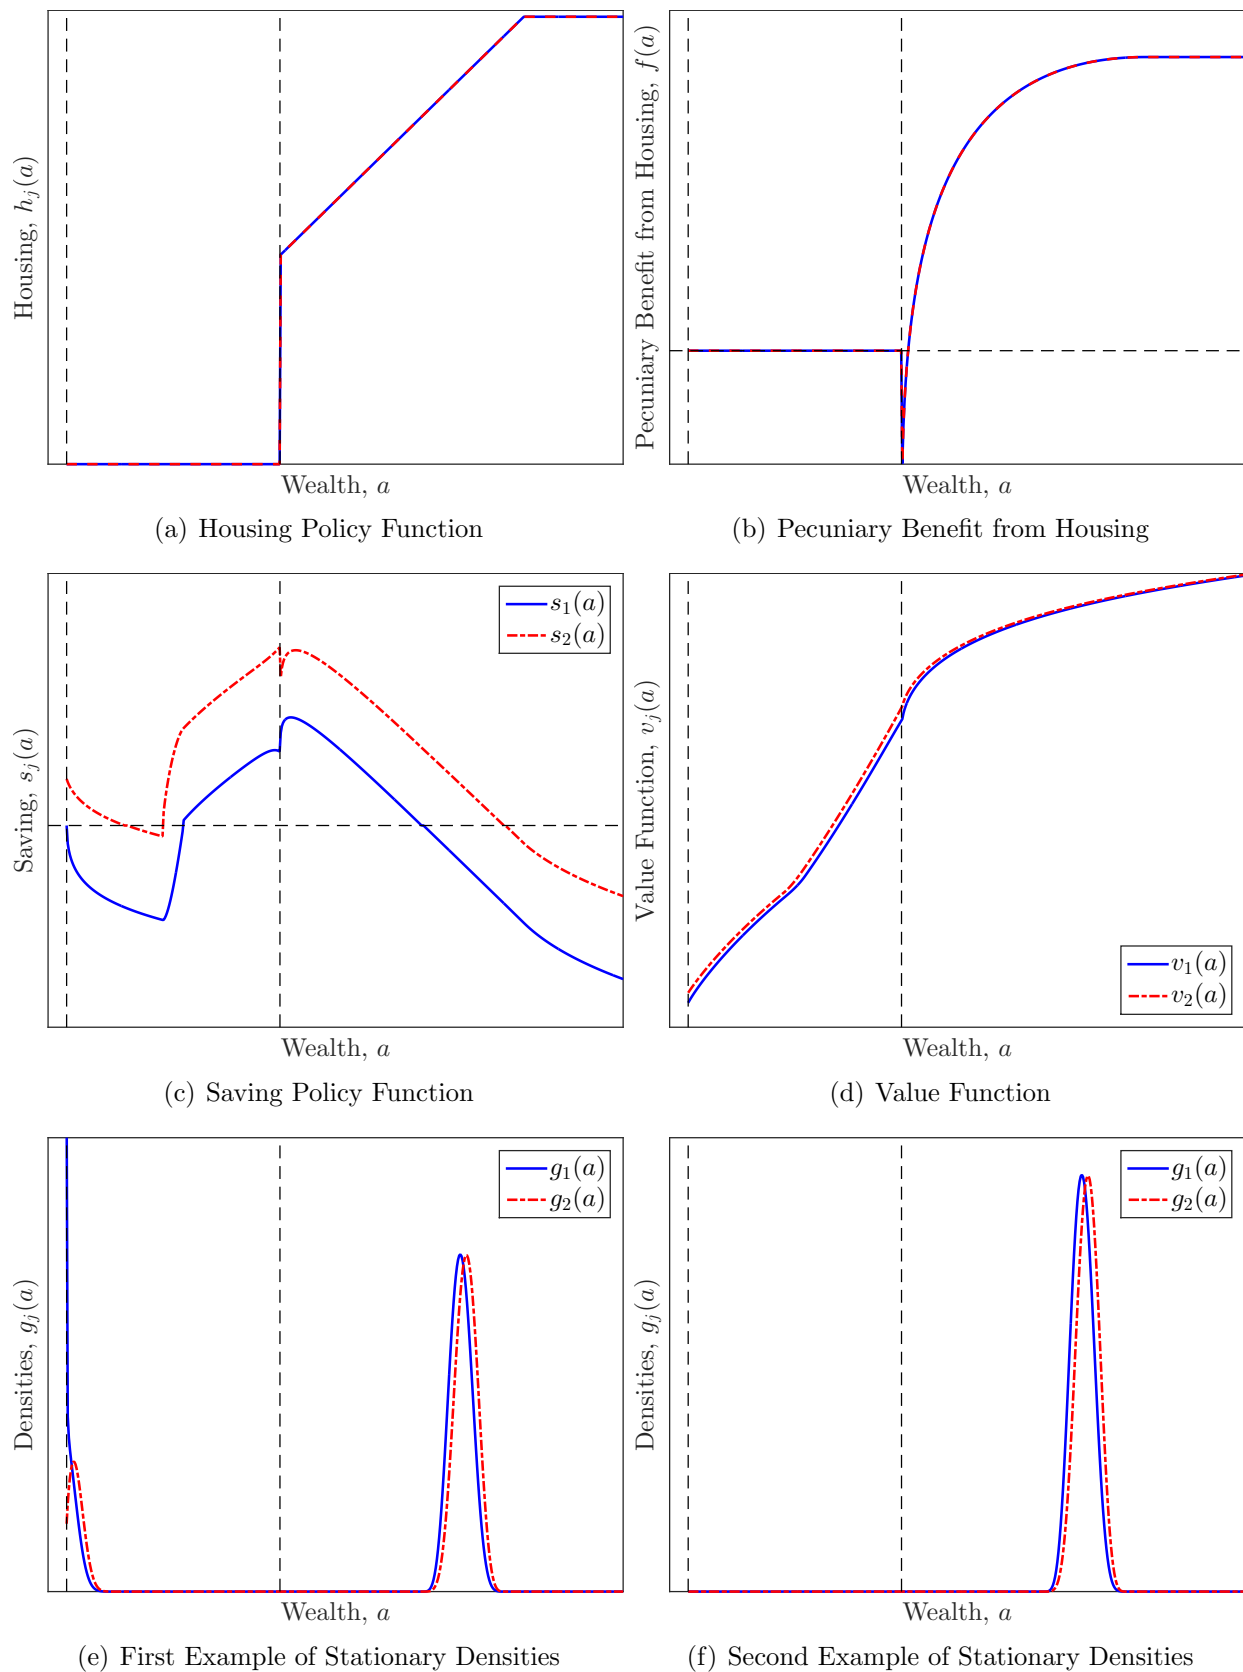 Housing, h_j(a)
Wealth, a
(a) Housing Policy Function
Pecuniary Benefit from Housing, f(a)
Wealth, a
(b) Pecuniary Benefit from Housing
Saving, s_j(a)
s_1(a)
s_2(a)
Wealth, a
(c) Saving Policy Function
Value Function, v_j(a)
v_1(a)
v_2(a)
Wealth, a
(d) Value Function
Densities, g_j(a)
g_1(a)
g_2(a)
Wealth, a
(e) First Example of Stationary Densities
Densities, g_j(a)
g_1(a)
g_2(a)
Wealth, a
(f) Second Example of Stationary Densities